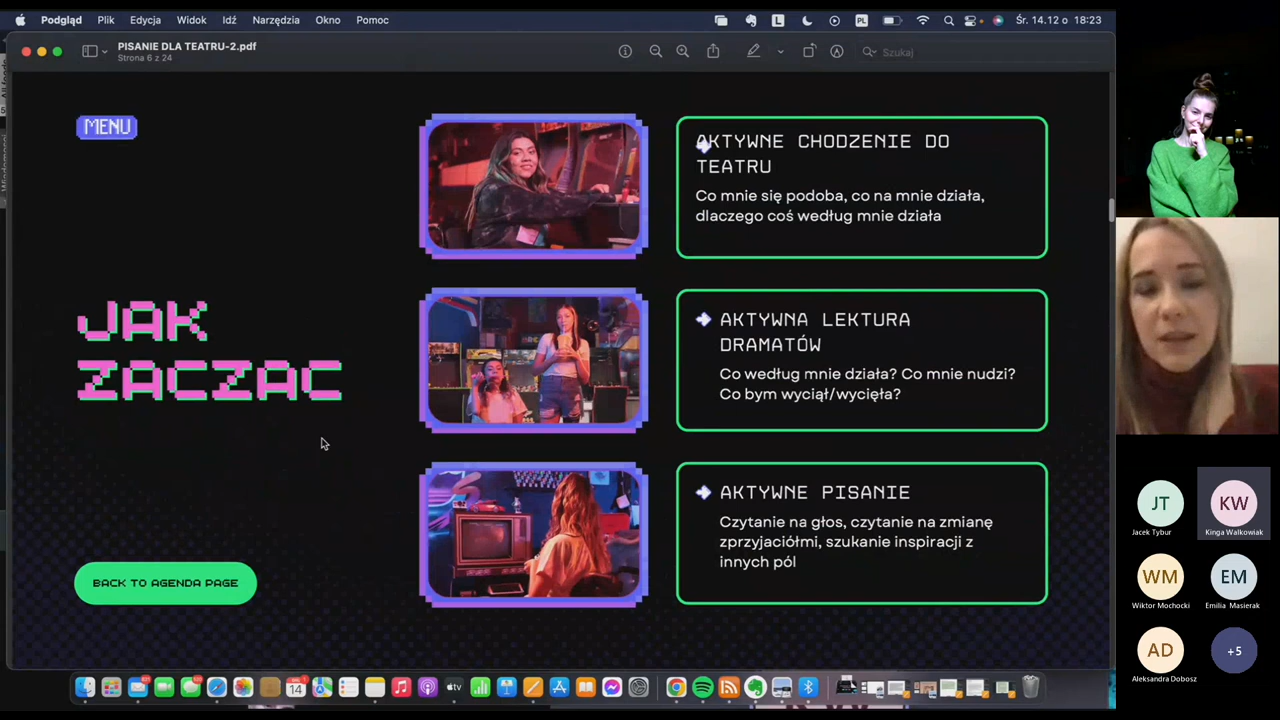 Podgląd Plik Edycja Widok Idź Narzędzia Okno Pomoc
PL
Śr. 14.12 o 18:23
PISANIE DLA TEATRU-2.pdf
Strona 6 z 24
Szukaj
MENU
JAK
ZACZAC
BACK TO AGENDA PAGE
AKTYWNE CHODZENIE DO
TEATRU
Co mnie się podoba, co na mnie działa,
dlaczego coś według mnie działa
AKTYWNA LEKTURA
DRAMATÓW
Co według mnie działa? Co mnie nudzi?
Co bym wyciął/wycięła?
AKTYWNE PISANIE
Czytanie na głos, czytanie na zmianę
zprzyjaciółmi, szukanie inspiracji z
innych pól
JT
Jacek Tybur
KW
Kinga Walkowiak
WM
Wiktor Mochocki
EM
Emilia Masierak
AD
Aleksandra Dobosz
+5
14
tv